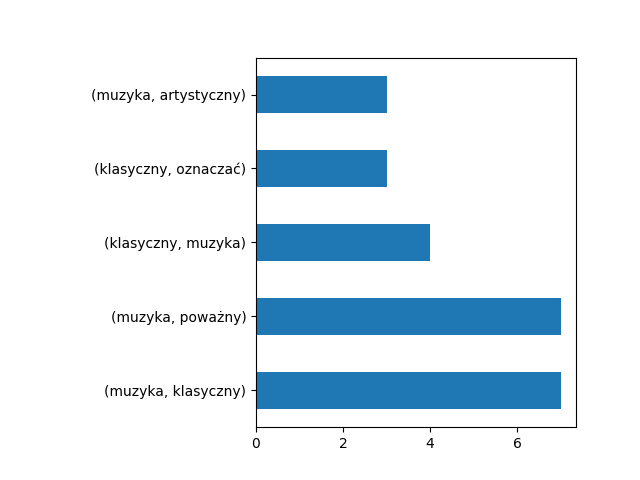 (muzyka, artystyczny)
(klasyczny, oznaczać)
(klasyczny, muzyka)
(muzyka, poważny)
(muzyka, klasyczny)
0 2 4 6